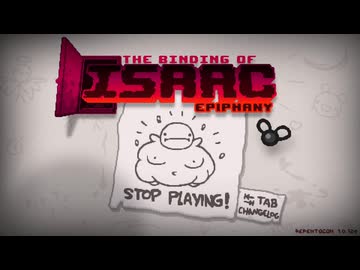 THE BINDING OF
ISAAC
EPIPHANY
STOP PLAYING!
TAB
CHANGELOG